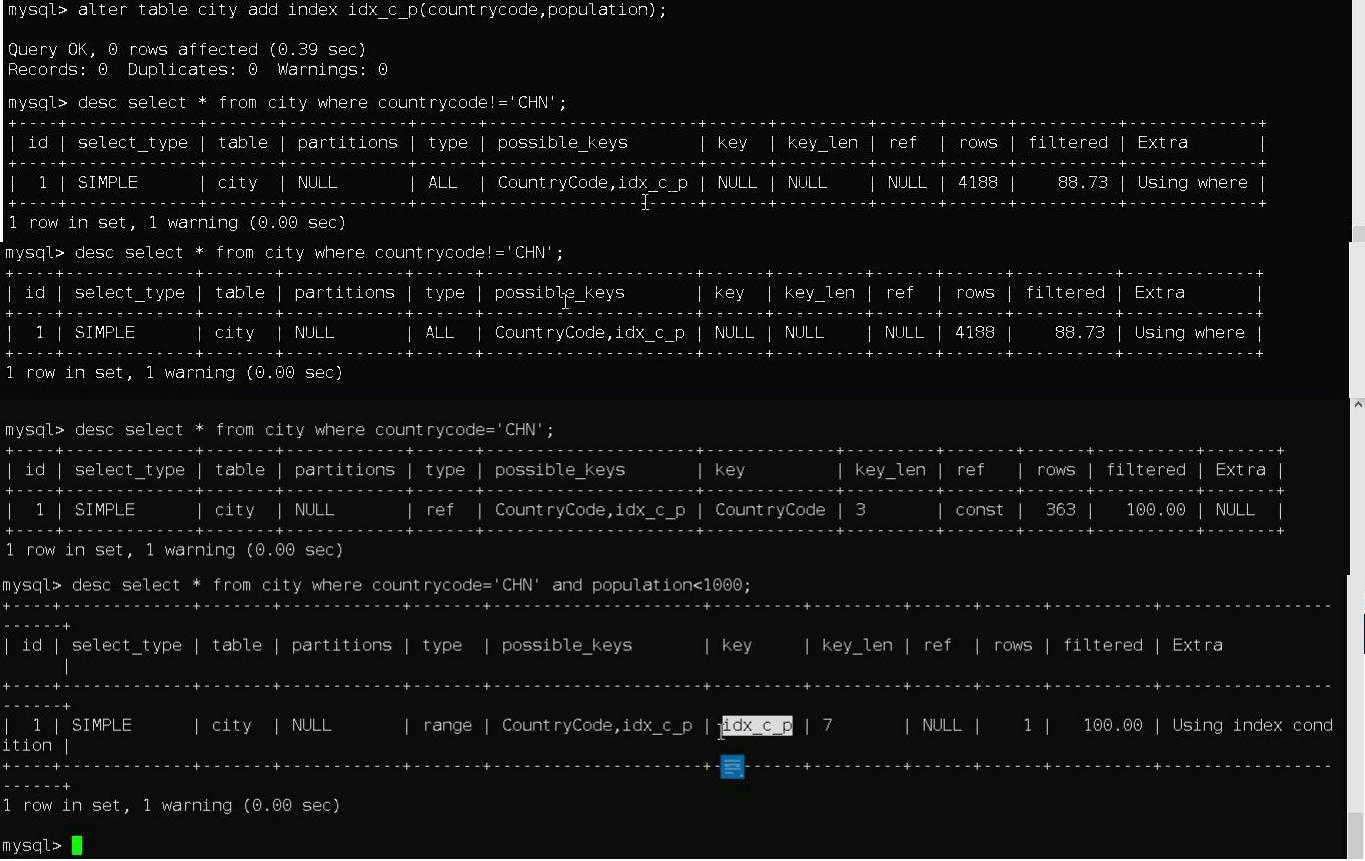 mysql> alter table city add index idx_c_p(countrycode,population);
Query OK, 0 rows affected (0.39 sec)
Records: 0  Duplicates: 0  Warnings: 0
mysql> desc select * from city where countrycode!='CHN';
+----+-------------+-------+------------+------+---------------------+------+---------+------+------+----------+-------------+
| id | select_type | table | partitions | type | possible_keys       | key  | key_len | ref  | rows | filtered | Extra       |
+----+-------------+-------+------------+------+---------------------+------+---------+------+------+----------+-------------+
|  1 | SIMPLE      | city  | NULL       | ALL  | CountryCode,idx_c_p | NULL | NULL    | NULL | 4188 |    88.73 | Using where |
+----+-------------+-------+------------+------+---------------------+------+---------+------+------+----------+-------------+
1 row in set, 1 warning (0.00 sec)
mysql> desc select * from city where countrycode!='CHN';
+----+-------------+-------+------------+------+---------------------+------+---------+------+------+----------+-------------+
| id | select_type | table | partitions | type | possible_keys       | key  | key_len | ref  | rows | filtered | Extra       |
+----+-------------+-------+------------+------+---------------------+------+---------+------+------+----------+-------------+
|  1 | SIMPLE      | city  | NULL       | ALL  | CountryCode,idx_c_p | NULL | NULL    | NULL | 4188 |    88.73 | Using where |
+----+-------------+-------+------------+------+---------------------+------+---------+------+------+----------+-------------+
1 row in set, 1 warning (0.00 sec)
mysql> desc select * from city where countrycode='CHN';
+----+-------------+-------+------------+------+---------------------+-------------+---------+-------+------+----------+-------+
| id | select_type | table | partitions | type | possible_keys       | key         | key_len | ref   | rows | filtered | Extra |
+----+-------------+-------+------------+------+---------------------+-------------+---------+-------+------+----------+-------+
|  1 | SIMPLE      | city  | NULL       | ref  | CountryCode,idx_c_p | CountryCode | 3       | const |  363 |   100.00 | NULL  |
+----+-------------+-------+------------+------+---------------------+-------------+---------+-------+------+----------+-------+
1 row in set, 1 warning (0.00 sec)
mysql> desc select * from city where countrycode='CHN' and population<1000;
+----+-------------+-------+------------+-------+---------------------+---------+---------+------+------+----------+-----------------
------+
| id | select_type | table | partitions | type  | possible_keys       | key     | key_len | ref  | rows | filtered | Extra
      |
+----+-------------+-------+------------+-------+---------------------+---------+---------+------+------+----------+-----------------
------+
|  1 | SIMPLE      | city  | NULL       | range | CountryCode,idx_c_p | idx_c_p | 7       | NULL |    1 |   100.00 | Using index cond
ition |
+----+-------------+-------+------------+-------+---------------------+---------+---------+------+------+----------+-----------------
------+
1 row in set, 1 warning (0.00 sec)
mysql>